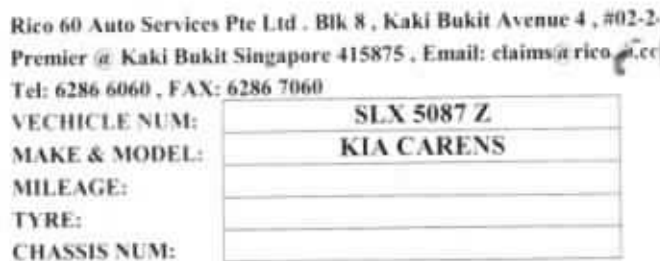 Rico 60 Auto Services Pte Ltd . Blk 8 , Kaki Bukit Avenue 4 , #02-2
Premier @ Kaki Bukit Singapore 415875 , Email: claims@rico
Tel: 6286 6060 , FAX: 6286 7060
VECHICLE NUM: SLX 5087 Z
MAKE & MODEL: KIA CARENS
MILEAGE:
TYRE:
CHASSIS NUM: